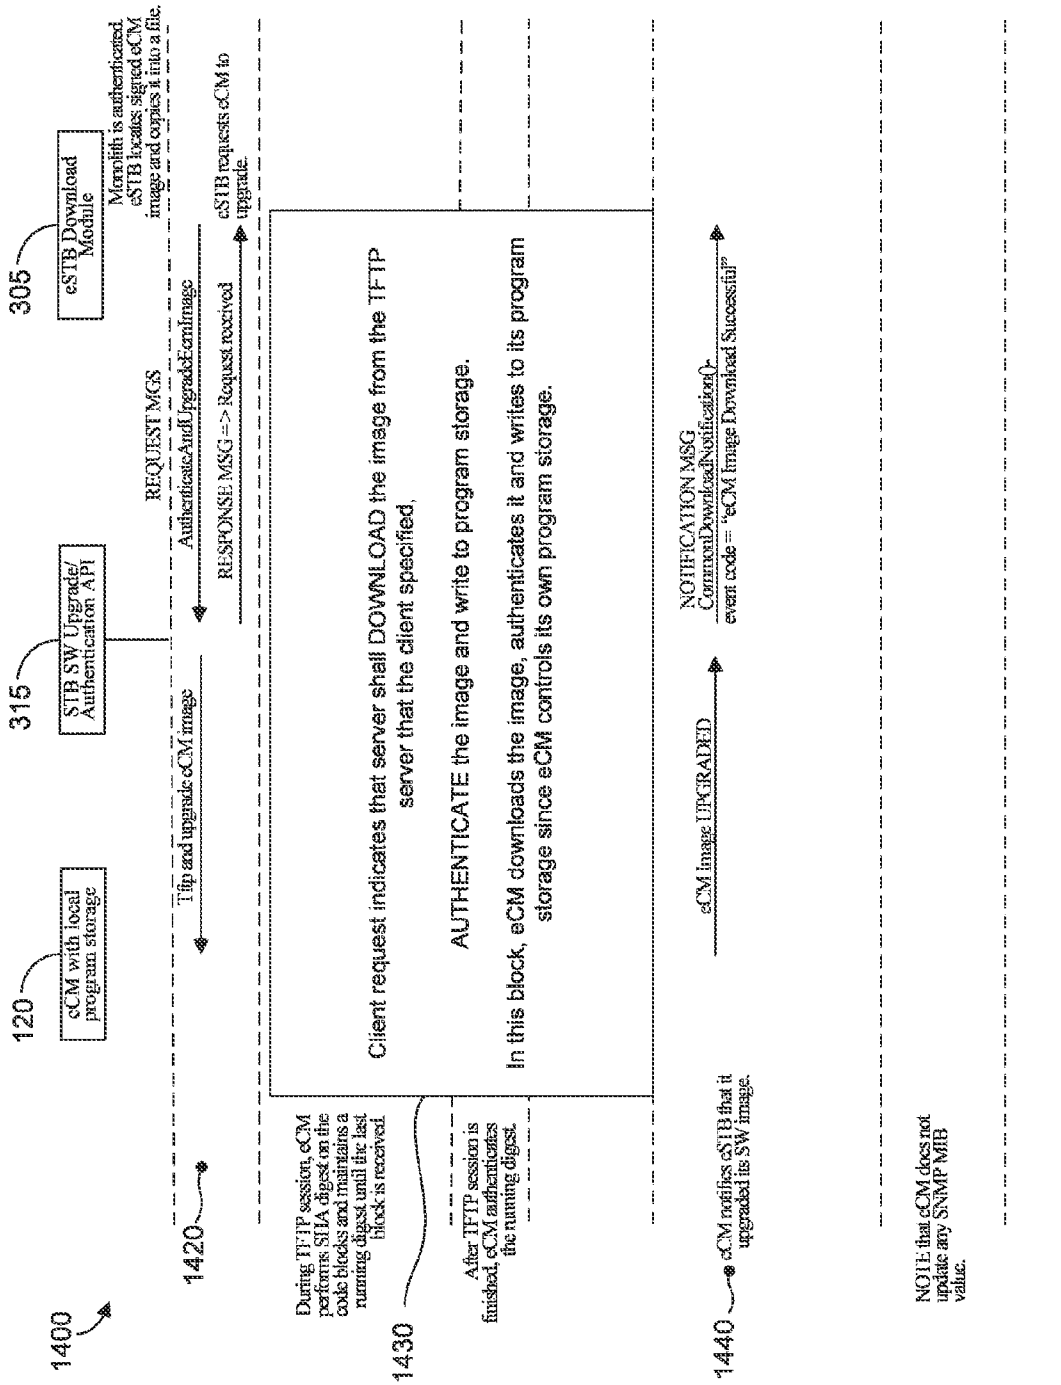 1400
120
eCM with local
program storage
315
STB SW Upgrade/
Authentication API
305
eSTB Download
Module
Monolith is authenticated.
eSTB locates signed eCM
image and copies it into a file.
1420
Tftp and upgrade eCM image
REQUEST MGS
AuthenticateAndUpgradeEcmImage
RESPONSE MSG => Request received
eSTB requests eCM to
upgrade.
During TFTP session, eCM
performs SHA digest on the
code blocks and maintains a
running digest until the last
block is received.
1430
Client request indicates that server shall DOWNLOAD the image from the TFTP
server that the client specified,
AUTHENTICATE the image and write to program storage.
In this block, eCM downloads the image, authenticates it and writes to its program
storage since eCM controls its own program storage.
After TFTP session is
finished, eCM authenticates
the running digest.
1440
eCM notifies eSTB that it
upgraded its SW image.
eCM Image UPGRADED
NOTIFICATION MSG
CommonDownloadNotification()-
event code = "eCM Image Download Successful"
NOTE that eCM does not
update any SNMP MIB
value.